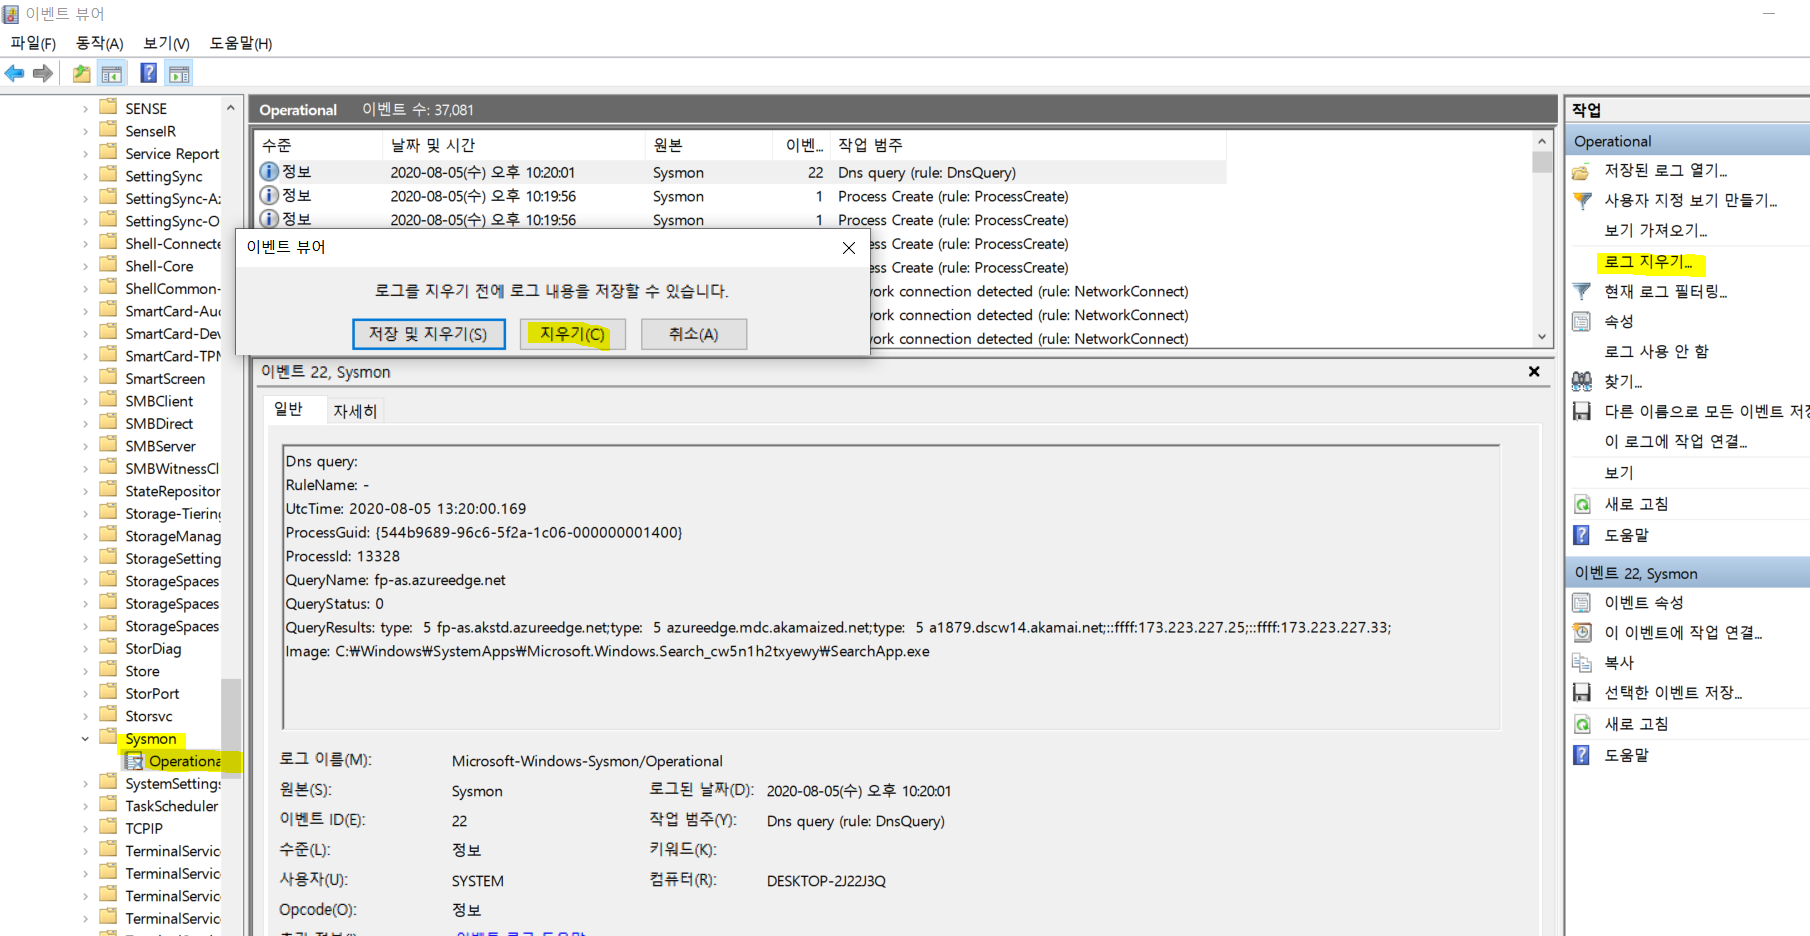 이벤트 뷰어
파일(F) 동작(A) 보기(V) 도움말(H)
SENSE
SenseIR
Service Report
SettingSync
SettingSync-Az
SettingSync-O
Shell-Connecte
Shell-Core
ShellCommon-
SmartCard-Auc
SmartCard-Dev
SmartCard-TPM
SmartScreen
SMBClient
SMBDirect
SMBServer
SMBWitnessCl
StateRepositor
Storage-Tiering
StorageManag
StorageSetting
StorageSpaces
StorageSpaces
StorageSpaces
StorDiag
Store
StorPort
Storsvc
Sysmon
Operationa
SystemSettings
TaskScheduler
TCPIP
TerminalServic
TerminalServic
TerminalServic
TerminalServic
Operational 이벤트 수: 37,081
수준 날짜 및 시간 원본 이벤... 작업 범주
정보 2020-08-05(수) 오후 10:20:01 Sysmon 22 Dns query (rule: DnsQuery)
정보 2020-08-05(수) 오후 10:19:56 Sysmon 1 Process Create (rule: ProcessCreate)
정보 2020-08-05(수) 오후 10:19:56 Sysmon 1 Process Create (rule: ProcessCreate)
ess Create (rule: ProcessCreate)
ess Create (rule: ProcessCreate)
ork connection detected (rule: NetworkConnect)
ork connection detected (rule: NetworkConnect)
ork connection detected (rule: NetworkConnect)
이벤트 뷰어
로그를 지우기 전에 로그 내용을 저장할 수 있습니다.
저장 및 지우기(S) 지우기(C) 취소(A)
이벤트 22, Sysmon
일반 자세히
Dns query:
RuleName: -
UtcTime: 2020-08-05 13:20:00.169
ProcessGuid: {544b9689-96c6-5f2a-1c06-000000001400}
ProcessId: 13328
QueryName: fp-as.azureedge.net
QueryStatus: 0
QueryResults: type:  5 fp-as.akstd.azureedge.net;type:  5 azureedge.mdc.akamaized.net;type:  5 a1879.dscw14.akamai.net;::ffff:173.223.227.25;::ffff:173.223.227.33;
Image: C:₩Windows₩SystemApps₩Microsoft.Windows.Search_cw5n1h2txyewy₩SearchApp.exe
로그 이름(M): Microsoft-Windows-Sysmon/Operational
원본(S): Sysmon 로그된 날짜(D): 2020-08-05(수) 오후 10:20:01
이벤트 ID(E): 22 작업 범주(Y): Dns query (rule: DnsQuery)
수준(L): 정보 키워드(K):
사용자(U): SYSTEM 컴퓨터(R): DESKTOP-2J22J3Q
Opcode(O): 정보
작업
Operational
저장된 로그 열기...
사용자 지정 보기 만들기...
보기 가져오기...
로그 지우기...
현재 로그 필터링...
속성
로그 사용 안 함
찾기...
다른 이름으로 모든 이벤트 저장
이 로그에 작업 연결...
보기
새로 고침
도움말
이벤트 22, Sysmon
이벤트 속성
이 이벤트에 작업 연결...
복사
선택한 이벤트 저장...
새로 고침
도움말